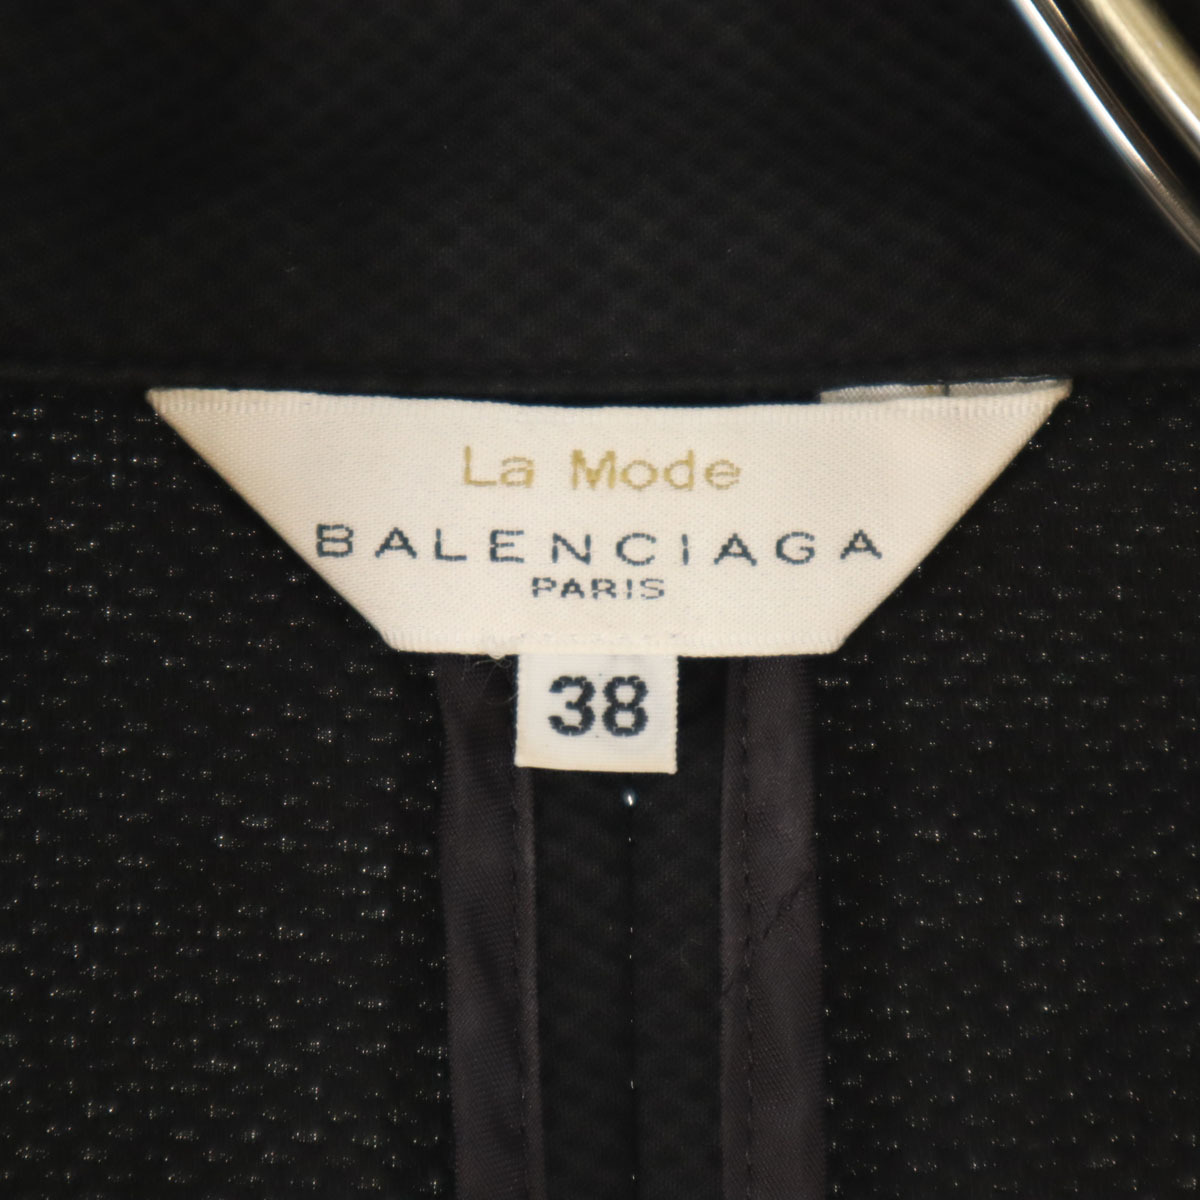 La Mode
BALENCIAGA
PARIS
38